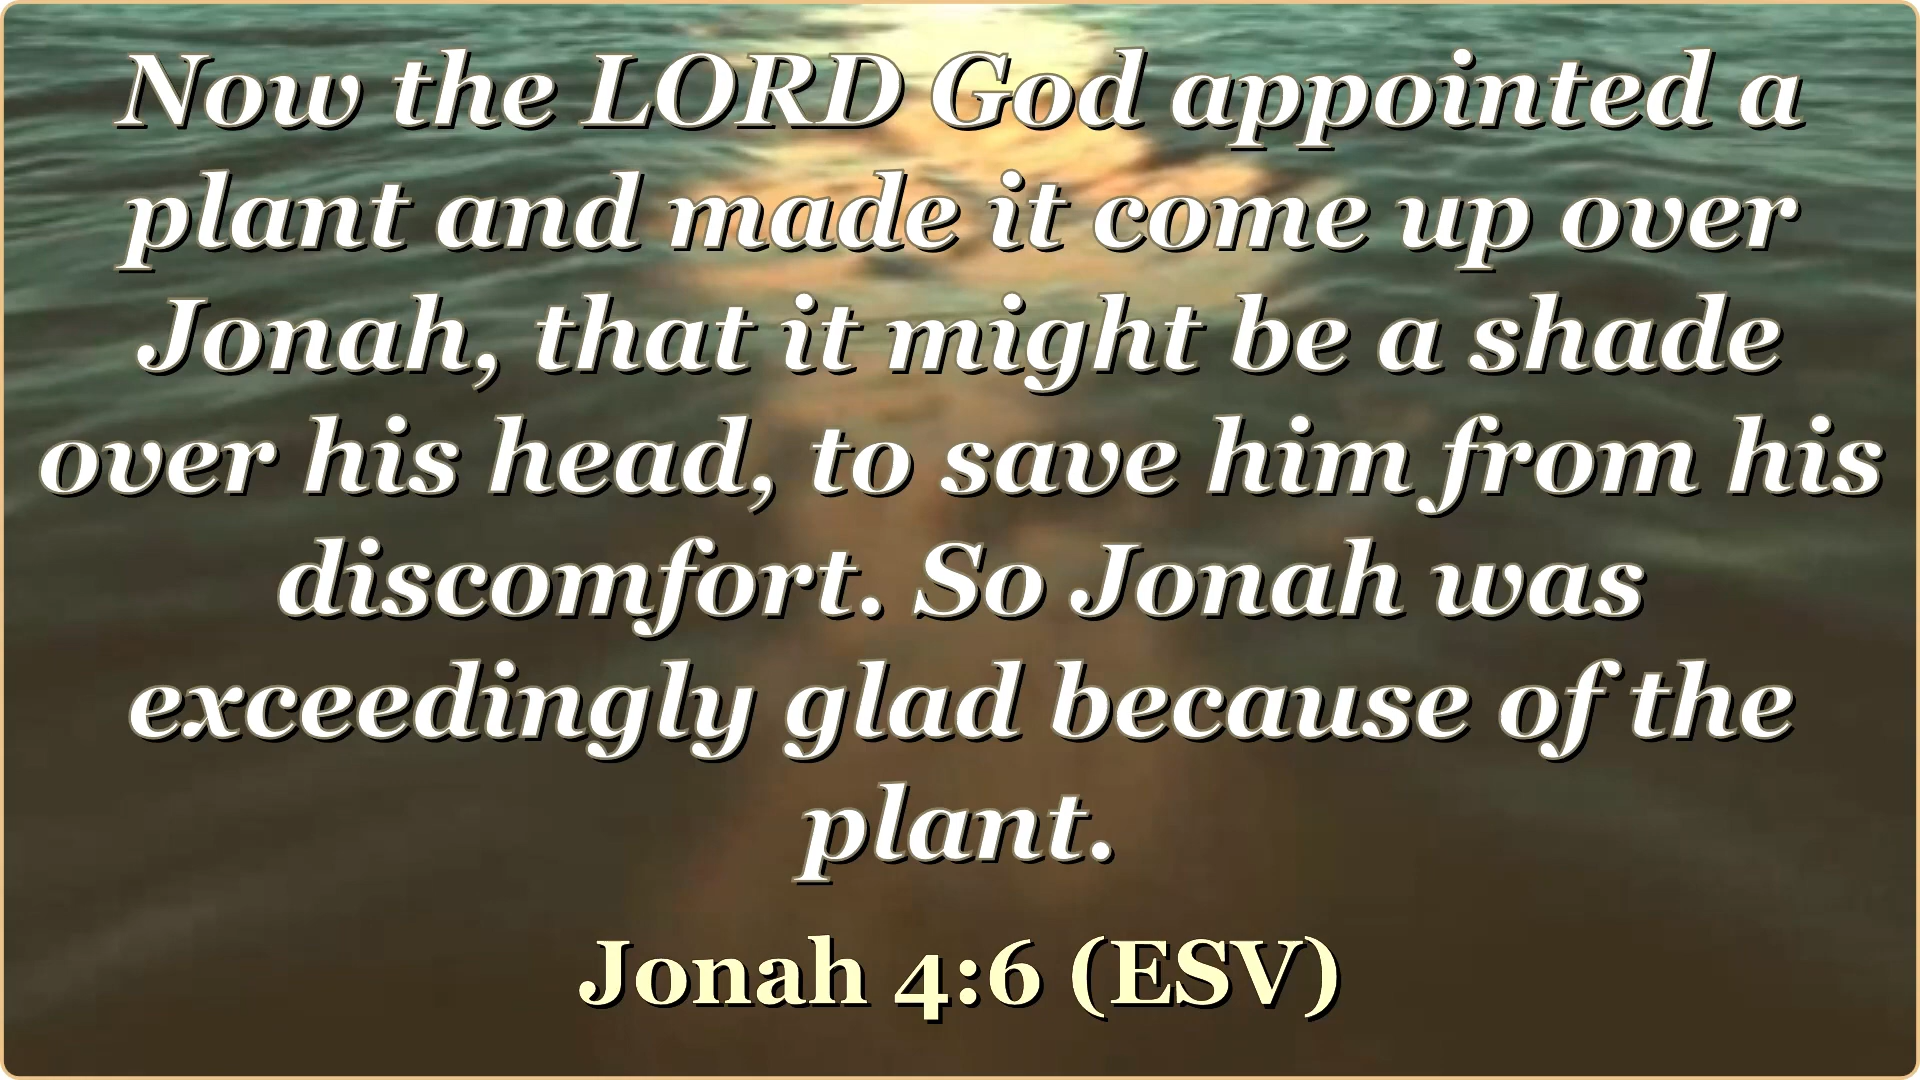 Now the LORD God appointed a
plant and made it come up over
Jonah, that it might be a shade
over his head, to save him from his
discomfort. So Jonah was
exceedingly glad because of the
plant.
Jonah 4:6 (ESV)